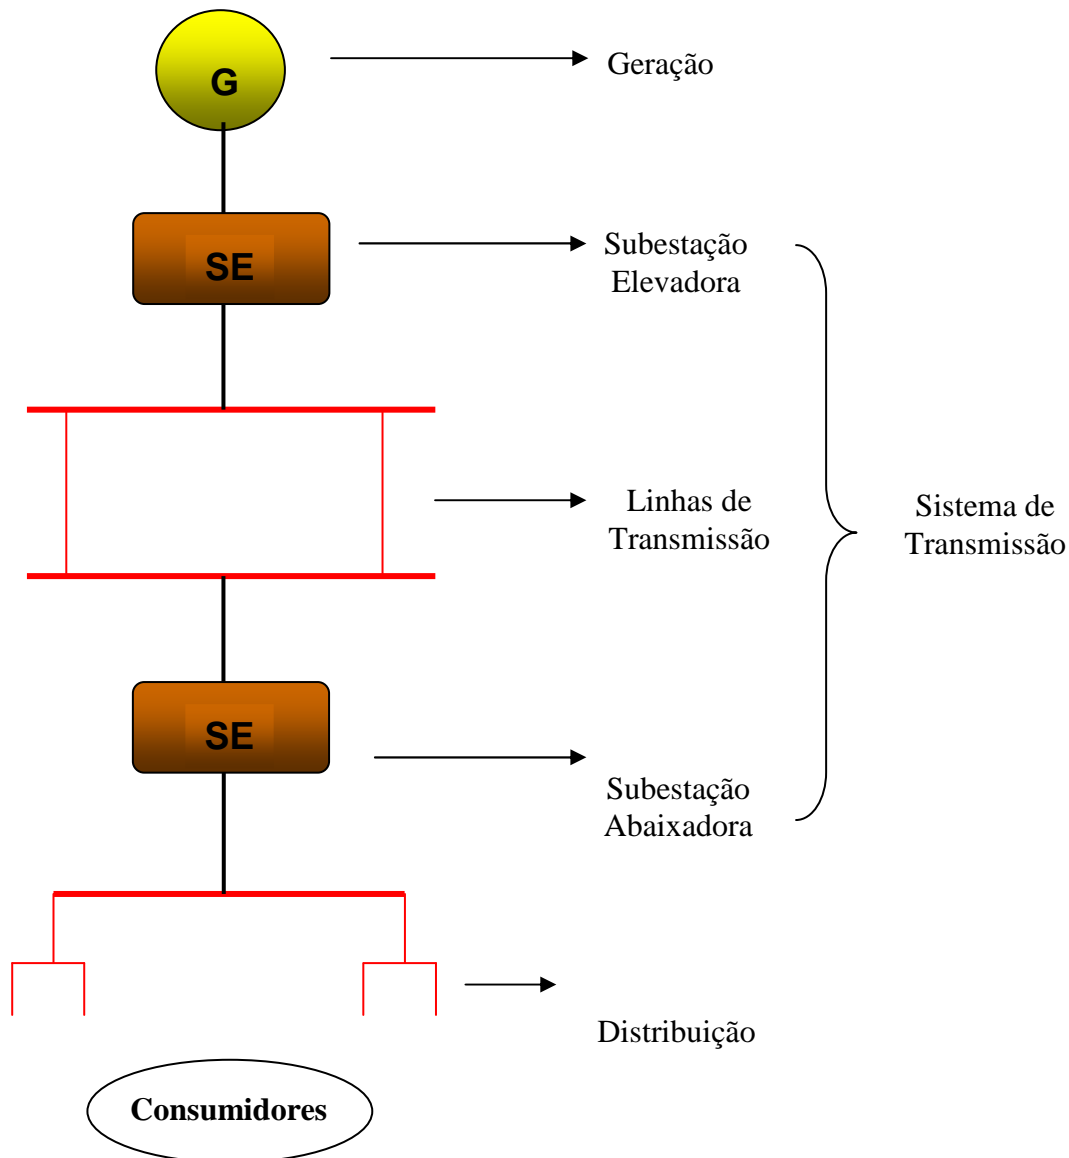 G
Geração
SE
Subestação
Elevadora
Linhas de
Transmissão
Sistema de
Transmissão
SE
Subestação
Abaixadora
Distribuição
Consumidores